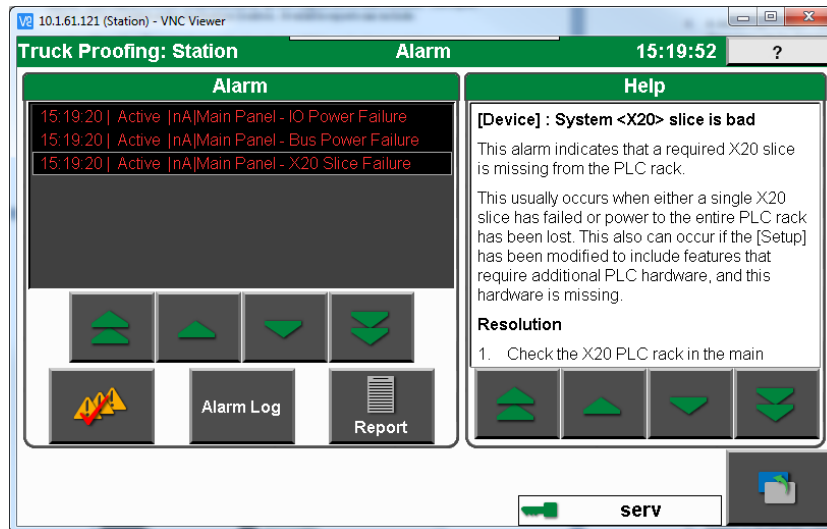 10.1.61.121 (Station) - VNC Viewer
Truck Proofing: Station Alarm 15:19:52 ?
Alarm
15:19:20 | Active |nA|Main Panel - IO Power Failure
15:19:20 | Active |nA|Main Panel - Bus Power Failure
15:19:20 | Active |nA|Main Panel - X20 Slice Failure
Alarm Log
Report
Help
[Device] : System <X20> slice is bad
This alarm indicates that a required X20 slice
is missing from the PLC rack.
This usually occurs when either a single X20
slice has failed or power to the entire PLC rack
has been lost. This also can occur if the [Setup]
has been modified to include features that
require additional PLC hardware, and this
hardware is missing.
Resolution
1. Check the X20 PLC rack in the main
serv